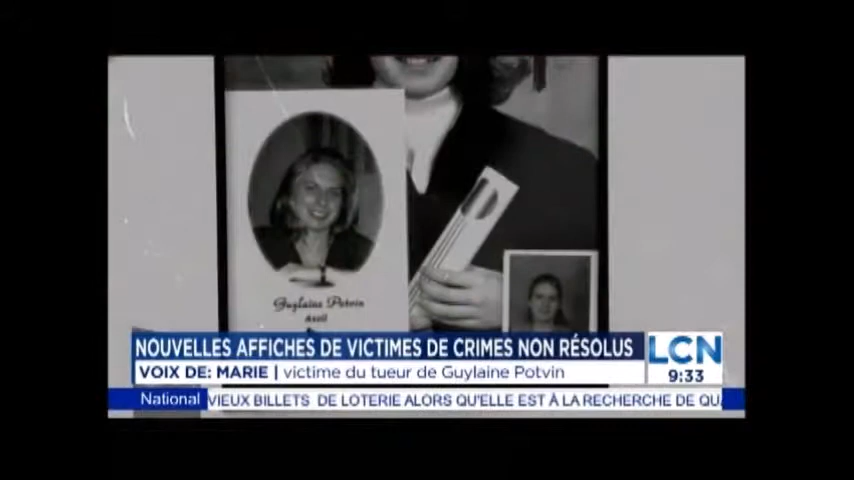 Guylaine Potvin
NOUVELLES AFFICHES DE VICTIMES DE CRIMES NON RÉSOLUS
LCN
VOIX DE: MARIE | victime du tueur de Guylaine Potvin
9:33
National
VIEUX BILLETS DE LOTERIE ALORS QU'ELLE EST À LA RECHERCHE DE QU